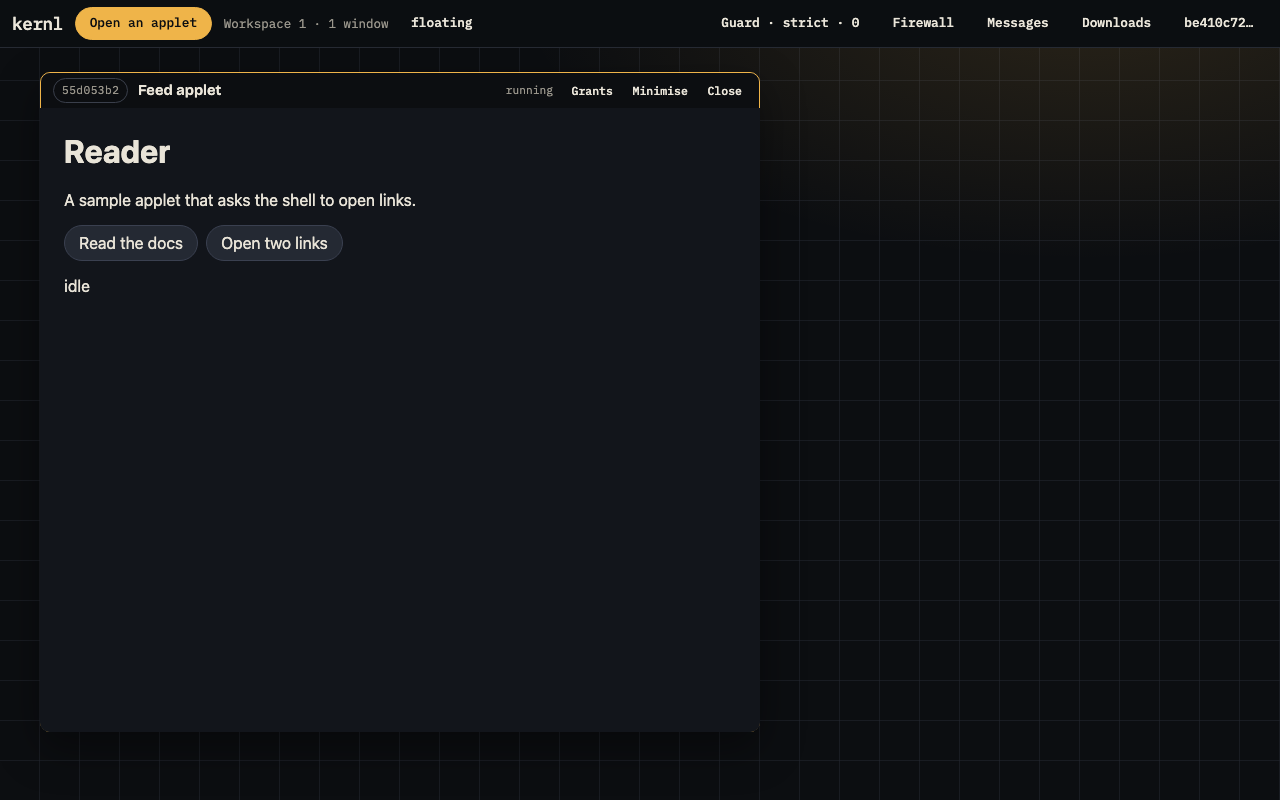 kernl Open an applet Workspace 1 · 1 window floating Guard · strict · 0 Firewall Messages Downloads be410c72…
55d053b2 Feed applet running Grants Minimise Close
Reader
A sample applet that asks the shell to open links.
Read the docs Open two links
idle